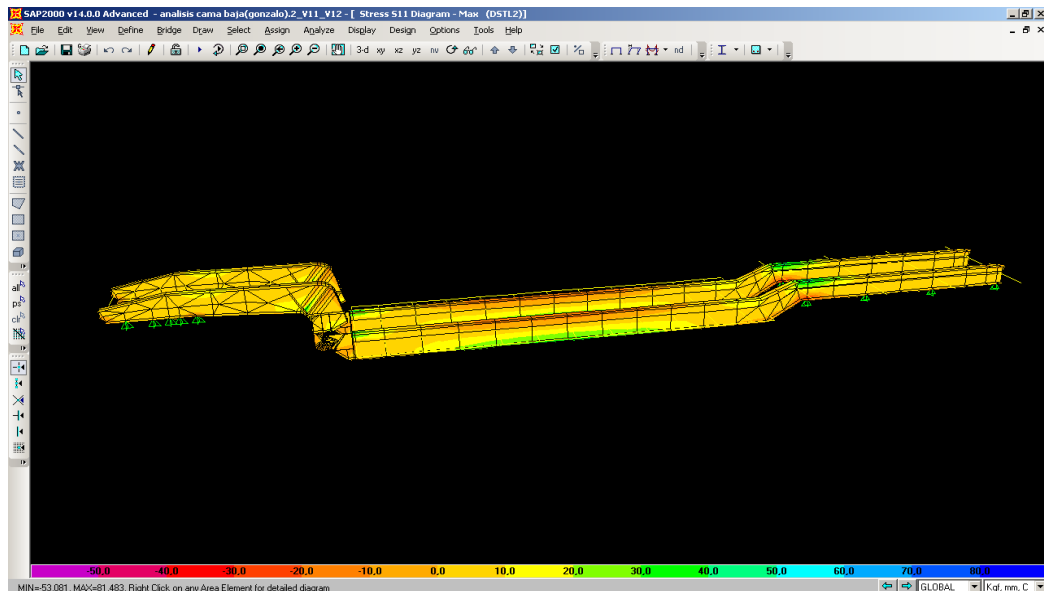 SAP2000 v14.0.0 Advanced - analisis cama baja(gonzalo).2_V11_V12 - [ Stress S11 Diagram - Max (DSTL2)]
File Edit View Define Bridge Draw Select Assign Analyze Display Design Options Tools Help
3-d xy xz yz nv nd
all
ps
clr
-50,0 -40,0 -30,0 -20,0 -10,0 0,0 10,0 20,0 30,0 40,0 50,0 60,0 70,0 80,0
MIN=-53.081, MAX=81.483, Right Click on any Area Element for detailed diagram GLOBAL Kgf, mm, C